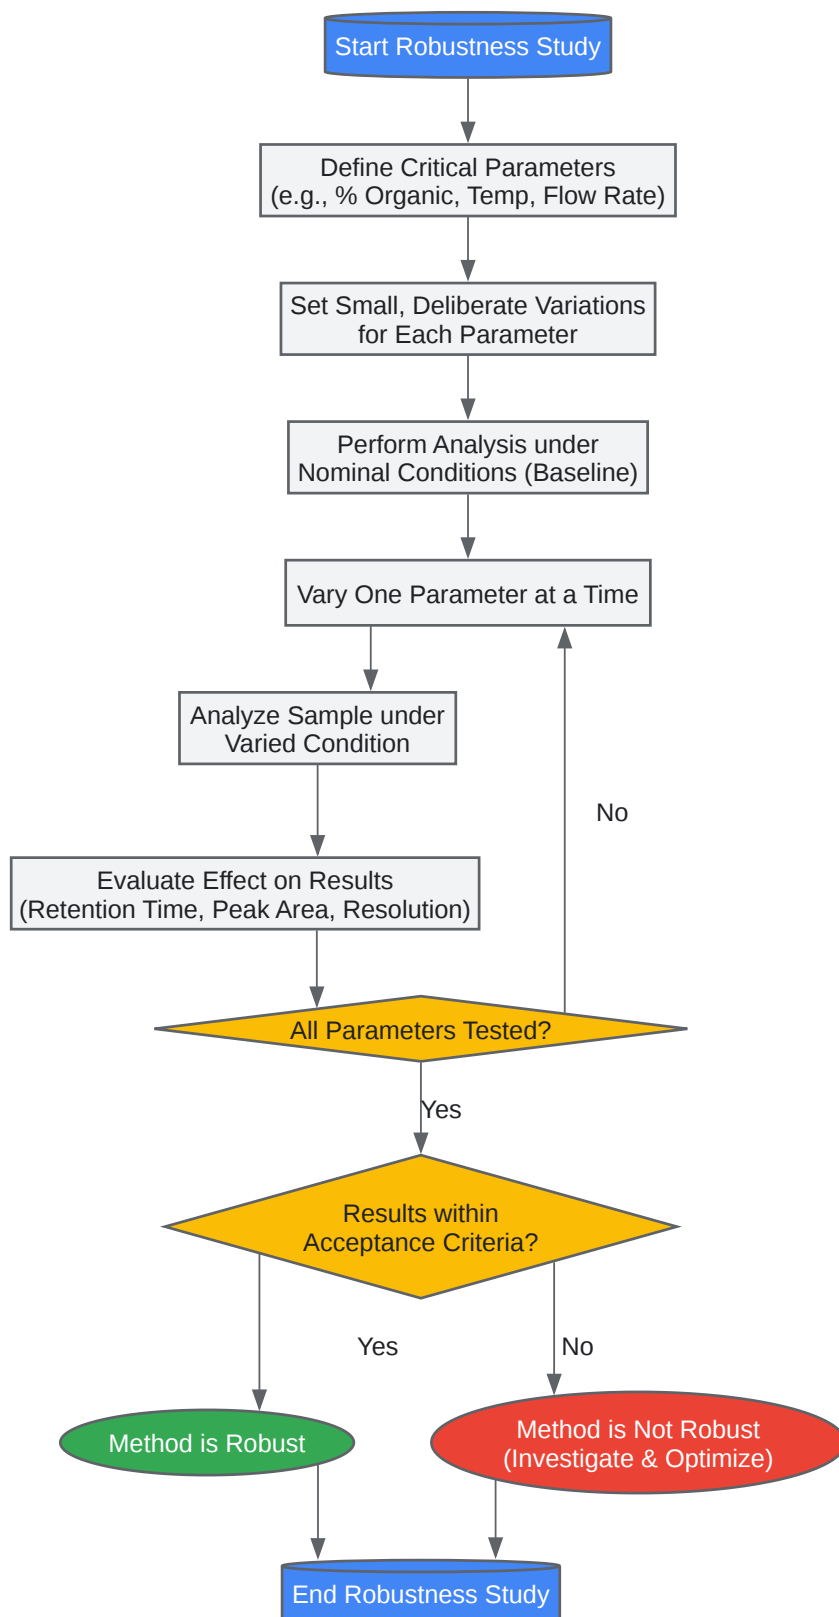 Start Robustness Study
Define Critical Parameters
(e.g., % Organic, Temp, Flow Rate)
Set Small, Deliberate Variations
for Each Parameter
Perform Analysis under
Nominal Conditions (Baseline)
Vary One Parameter at a Time
Analyze Sample under
Varied Condition
No
Evaluate Effect on Results
(Retention Time, Peak Area, Resolution)
All Parameters Tested?
Yes
Results within
Acceptance Criteria?
Yes
No
Method is Robust
Method is Not Robust
(Investigate & Optimize)
End Robustness Study